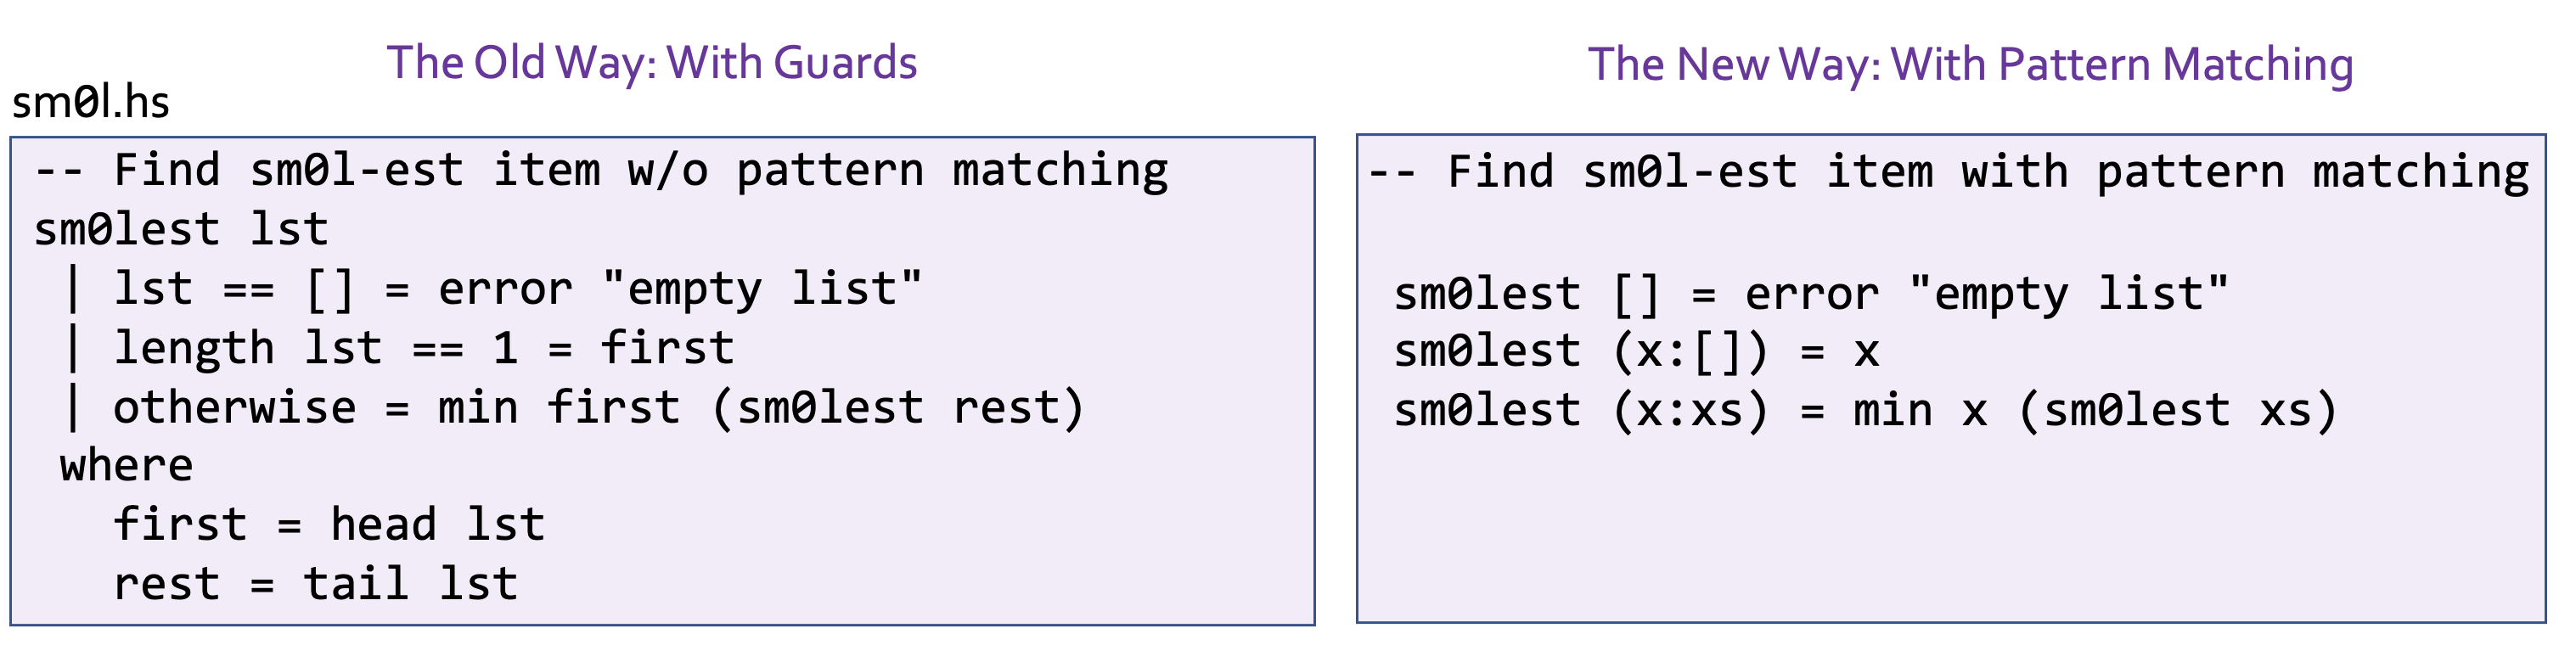 The Old Way: With Guards
sm0l.hs
-- Find sm0l-est item w/o pattern matching
sm0lest lst
| lst == [] = error "empty list"
| length lst == 1 = first
| otherwise = min first (sm0lest rest)
where
first = head lst
rest = tail lst
The New Way: With Pattern Matching
-- Find sm0l-est item with pattern matching
sm0lest [] = error "empty list"
sm0lest (x:[]) = x
sm0lest (x:xs) = min x (sm0lest xs)